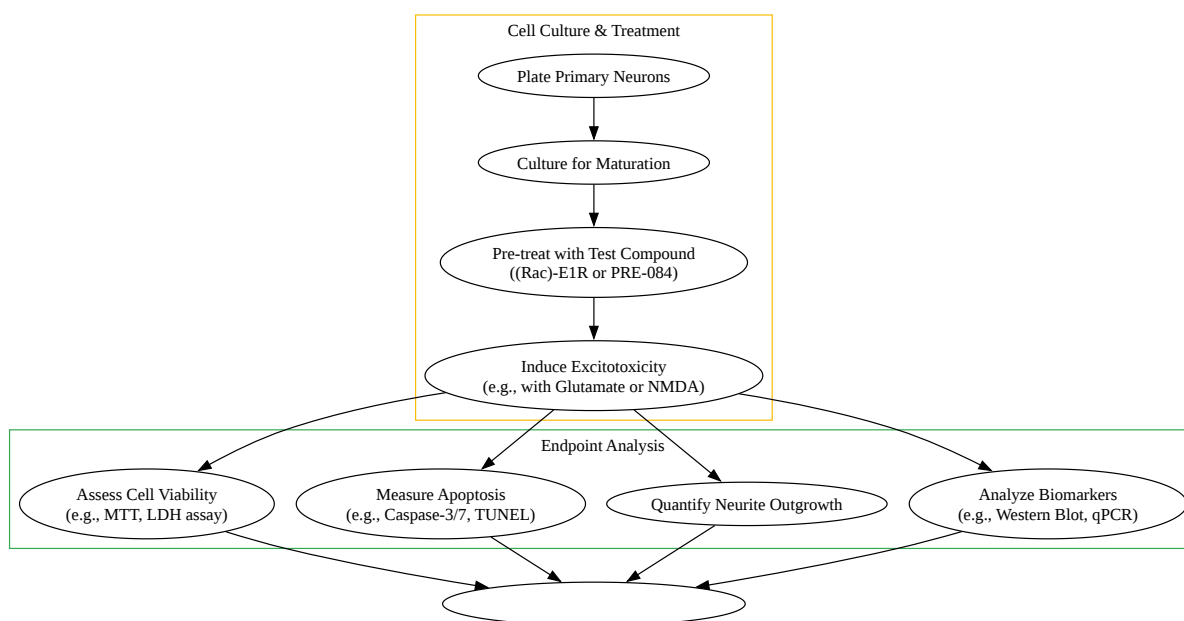 Cell Culture & Treatment
Plate Primary Neurons
Culture for Maturation
Pre-treat with Test Compound
((Rac)-E1R or PRE-084)
Induce Excitotoxicity
(e.g., with Glutamate or NMDA)
Endpoint Analysis
Assess Cell Viability
(e.g., MTT, LDH assay)
Measure Apoptosis
(e.g., Caspase-3/7, TUNEL)
Quantify Neurite Outgrowth
Analyze Biomarkers
(e.g., Western Blot, qPCR)